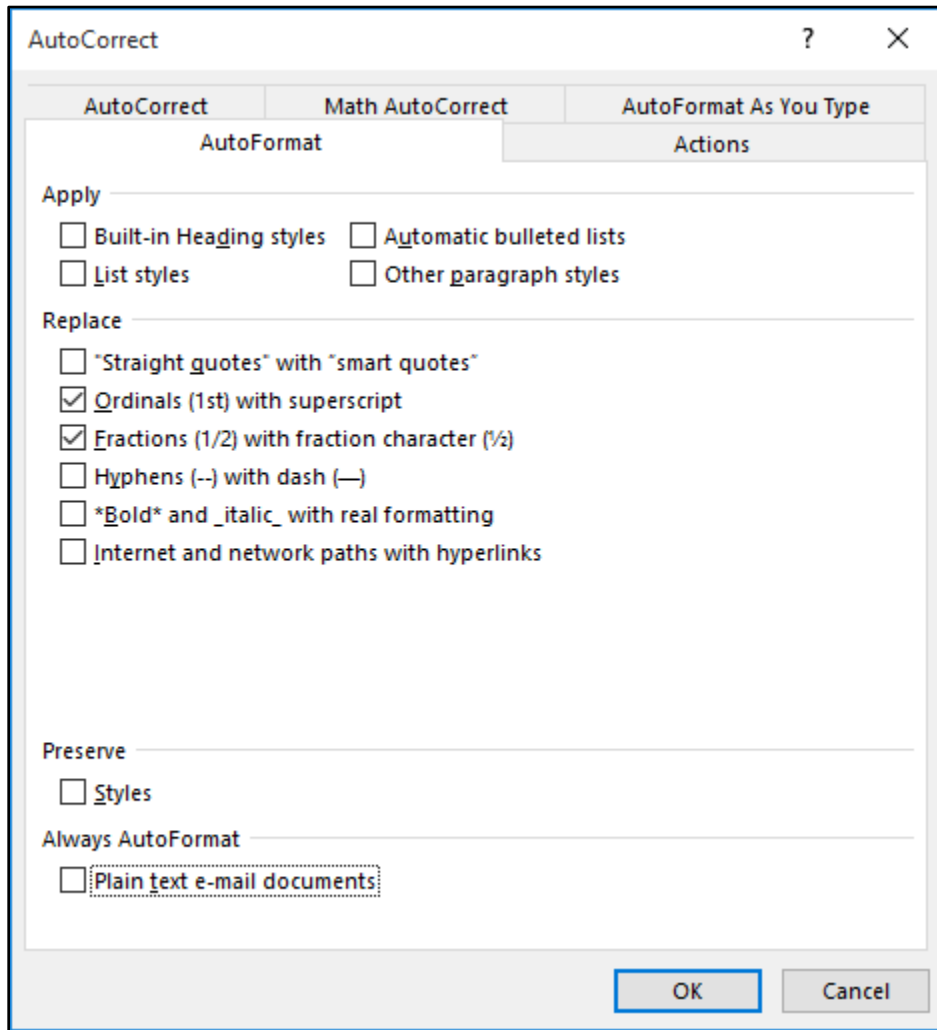 AutoCorrect ?
AutoCorrect Math AutoCorrect AutoFormat As You Type
AutoFormat Actions
Apply
Built-in Heading styles Automatic bulleted lists
List styles Other paragraph styles
Replace
"Straight quotes" with “smart quotes”
Ordinals (1st) with superscript
Fractions (1/2) with fraction character (½)
Hyphens (--) with dash (—)
*Bold* and _italic_ with real formatting
Internet and network paths with hyperlinks
Preserve
Styles
Always AutoFormat
Plain text e-mail documents
OK Cancel